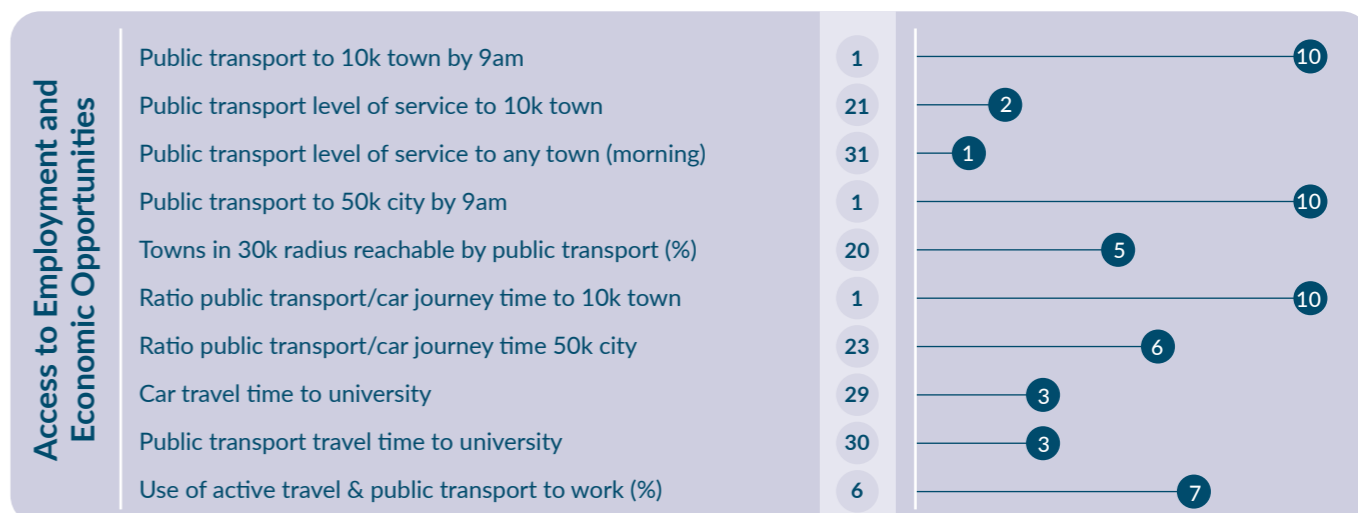 Access to Employment and
Economic Opportunities
Public transport to 10k town by 9am 1 10
Public transport level of service to 10k town 21 2
Public transport level of service to any town (morning) 31 1
Public transport to 50k city by 9am 1 10
Towns in 30k radius reachable by public transport (%) 20 5
Ratio public transport/car journey time to 10k town 1 10
Ratio public transport/car journey time 50k city 23 6
Car travel time to university 29 3
Public transport travel time to university 30 3
Use of active travel & public transport to work (%) 6 7